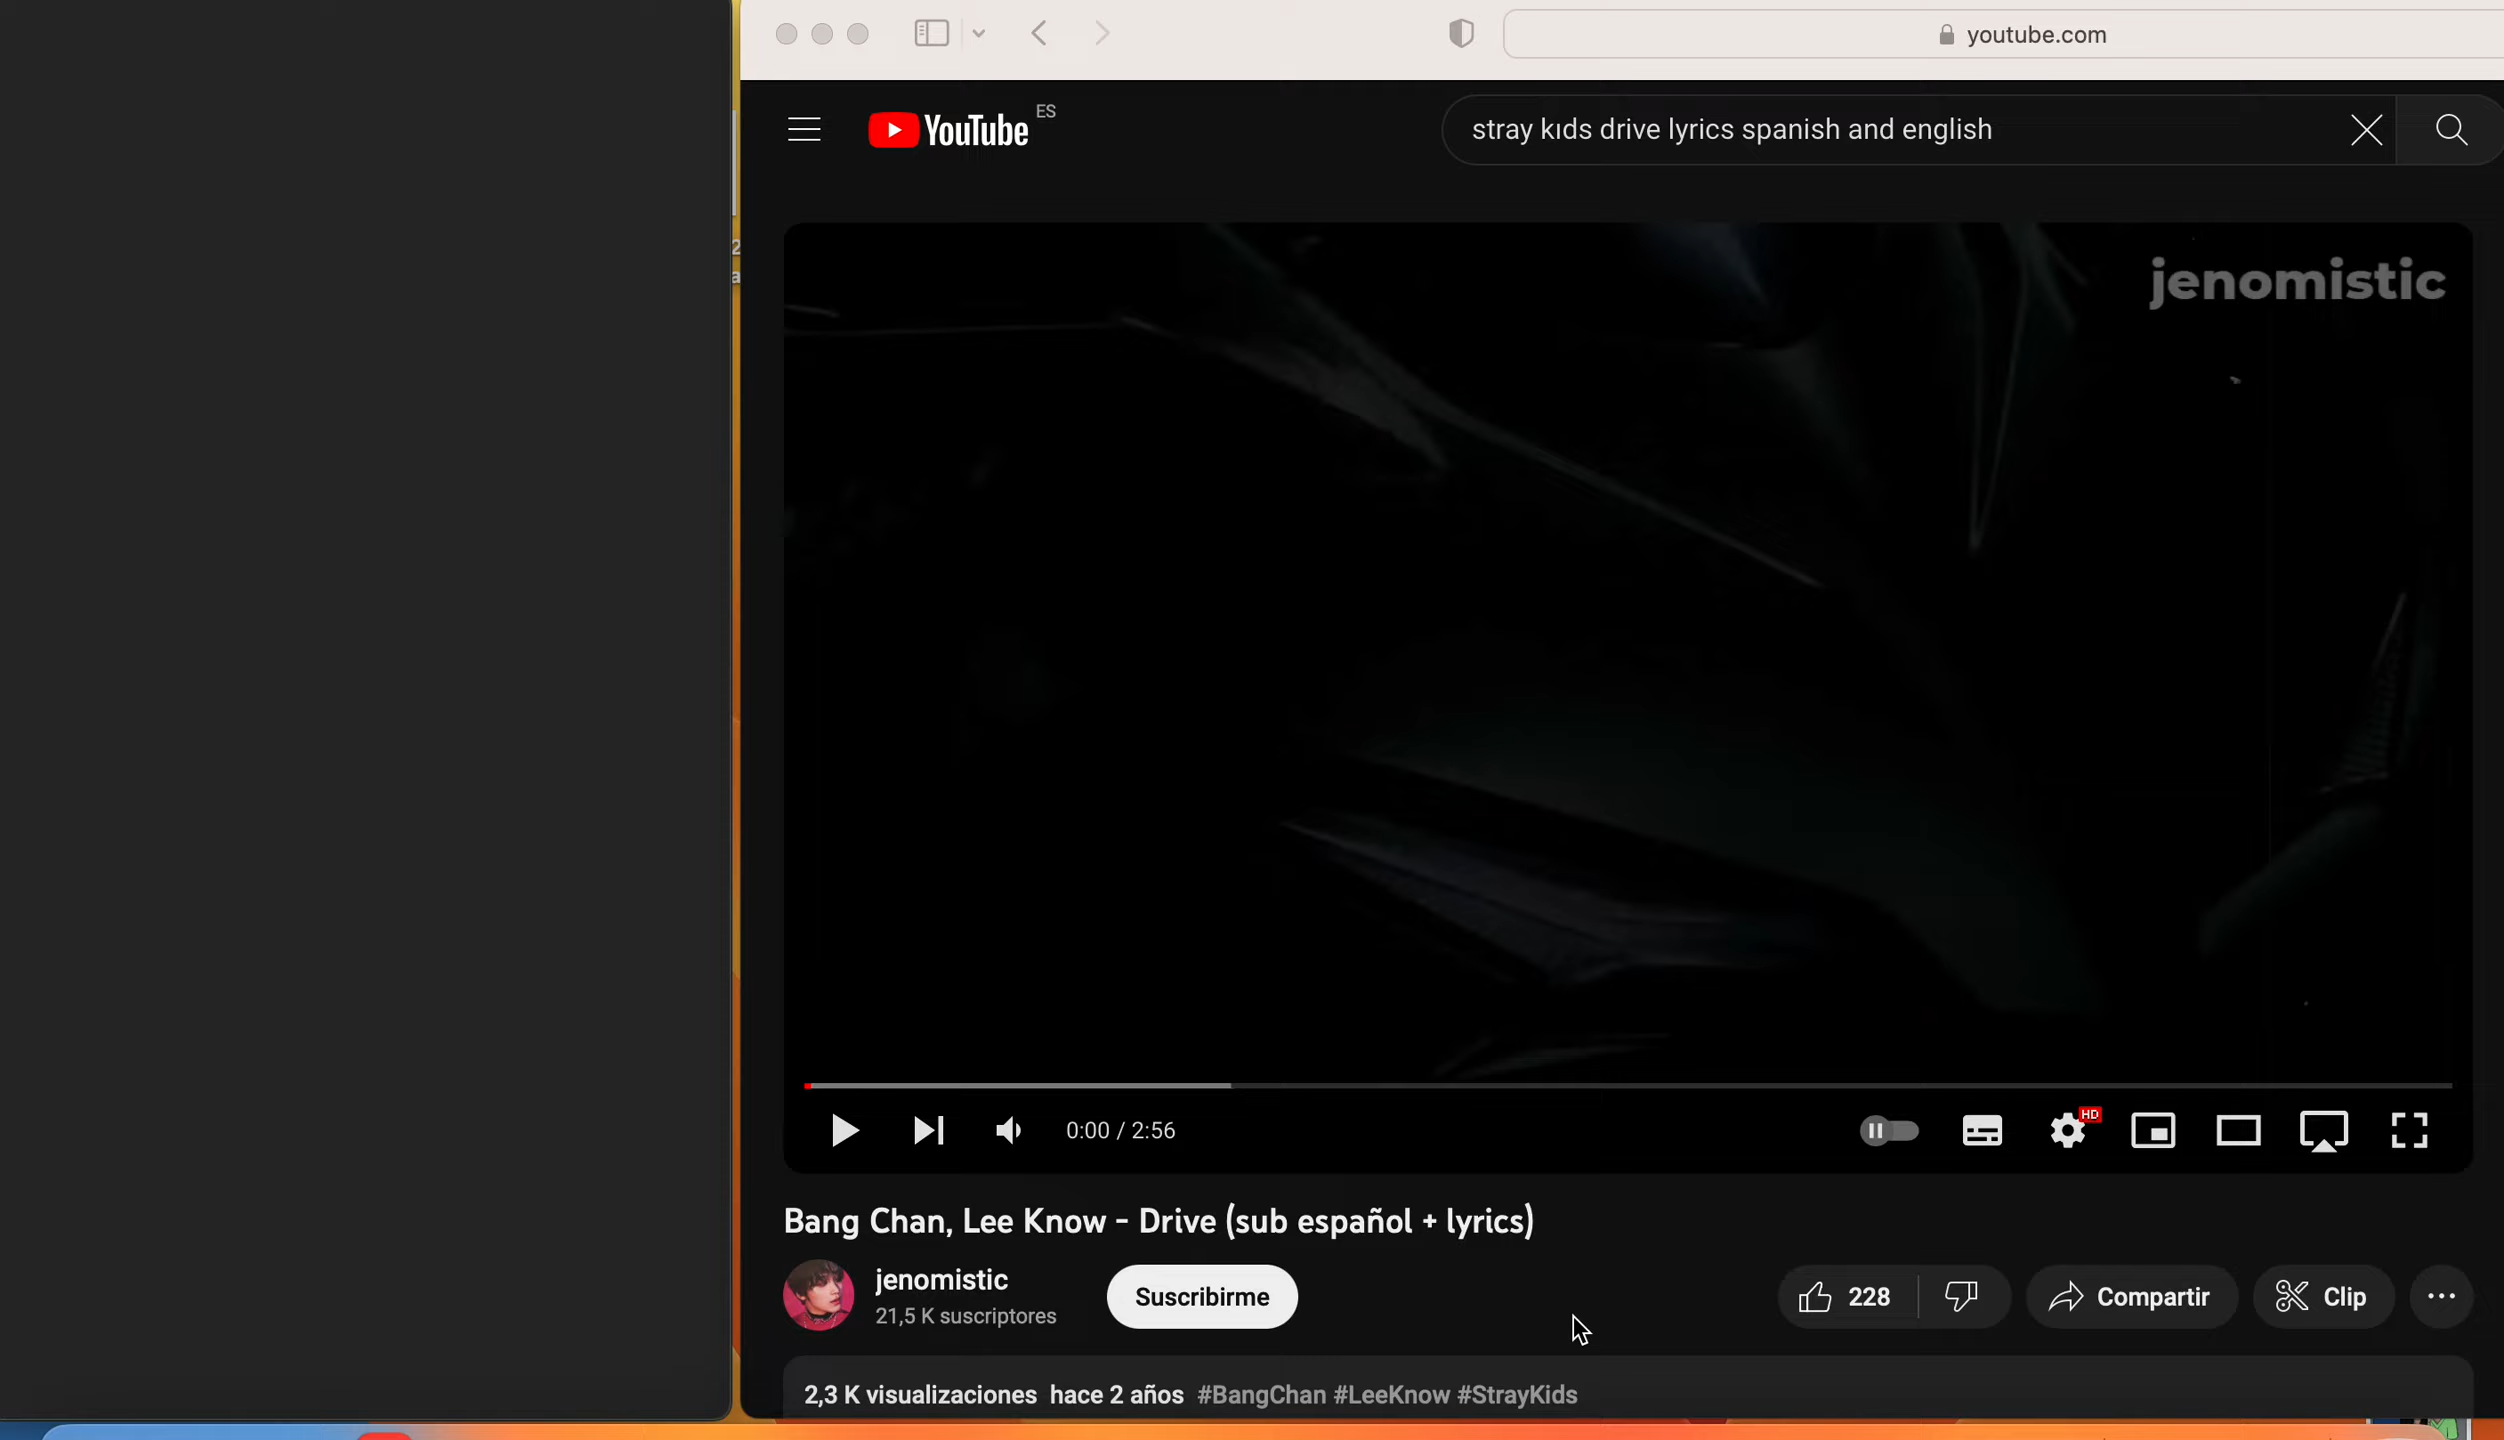 youtube.com
YouTube ES
stray kids drive lyrics spanish and english
jenomistic
0:00 / 2:56
HD
Bang Chan, Lee Know - Drive (sub español + lyrics)
jenomistic
21,5 K suscriptores
Suscribirme
228
Compartir
Clip
2,3 K visualizaciones hace 2 años #BangChan #LeeKnow #StrayKids